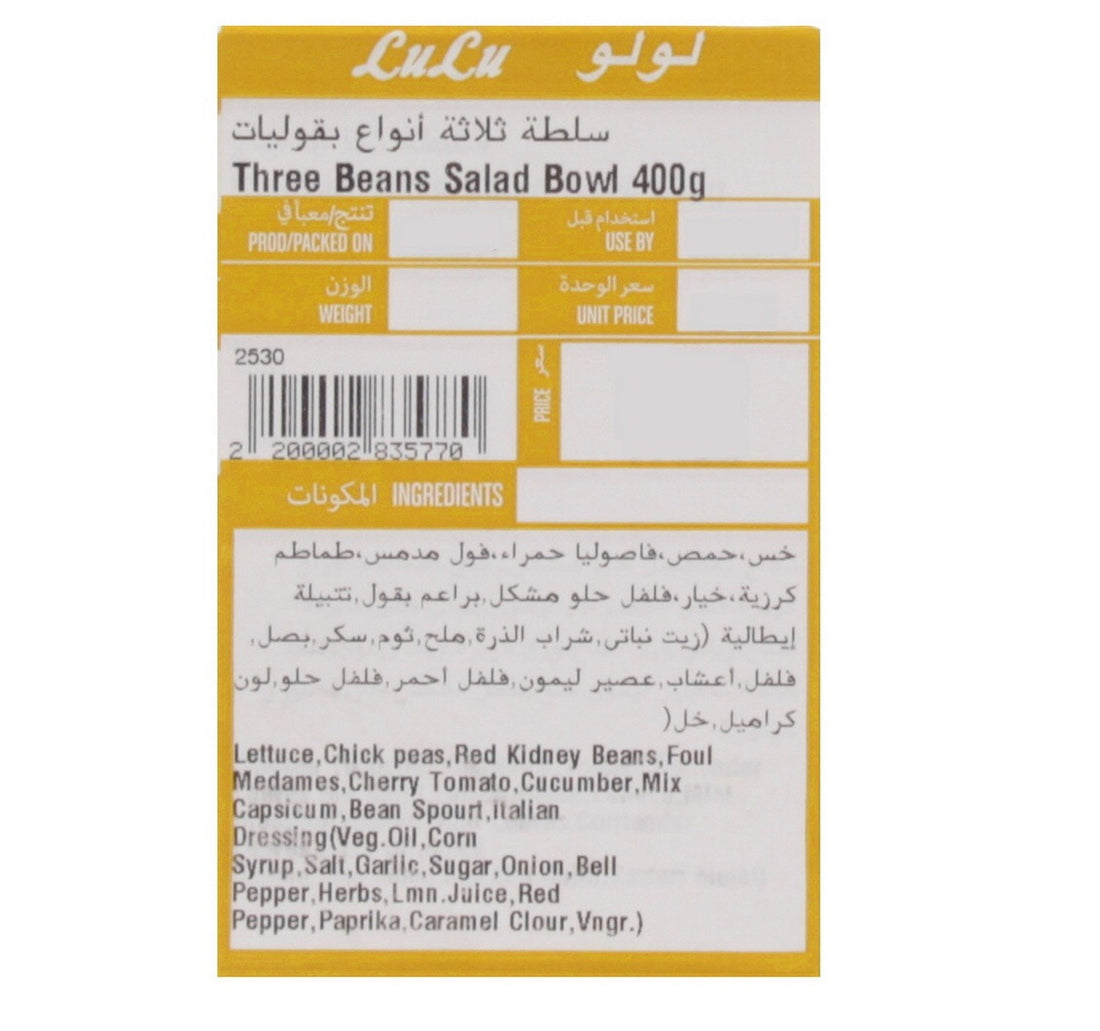 LuLu لولو
سلطة ثلاثة أنواع بقوليات
Three Beans Salad Bowl 400g
تنتج/معبأ في
PROD/PACKED ON
استخدام قبل
USE BY
الوزن
WEIGHT
سعر الوحدة
UNIT PRICE
2530
2 200002 835770
PRICE سعر
المكونات INGREDIENTS
خس،حمص،فاصوليا حمراء،فول مدمس،طماطم
كرزية،خيار،فلفل حلو مشكل,براعم بقول,تتبيلة
إيطالية (زيت نباتى,شراب الذرة,ملح,ثوم,سكر,بصل,
فلفل,أعشاب,عصير ليمون,فلفل أحمر,فلفل حلو,لون
كراميل,خل(
Lettuce,Chick peas,Red Kidney Beans,Foul
Medames,Cherry Tomato,Cucumber,Mix
Capsicum,Bean Spourt,Italian
Dressing(Veg.Oil,Corn
Syrup,Salt,Garlic,Sugar,Onion,Bell
Pepper,Herbs,Lmn.Juice,Red
Pepper,Paprika,Caramel Clour,Vngr.)